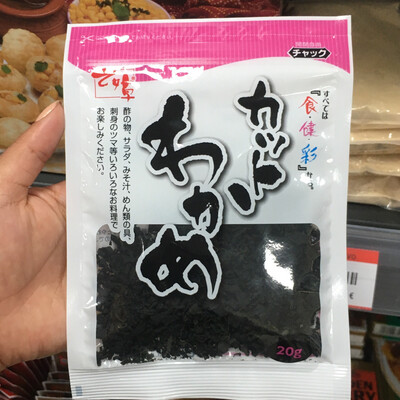 チャック
すべては
『食・健・彩』
カット
わかめ
酢の物、サラダ・みそ汁、めん類の具、
刺身のツマ等いろいろなお料理で
お楽しみください。
20g